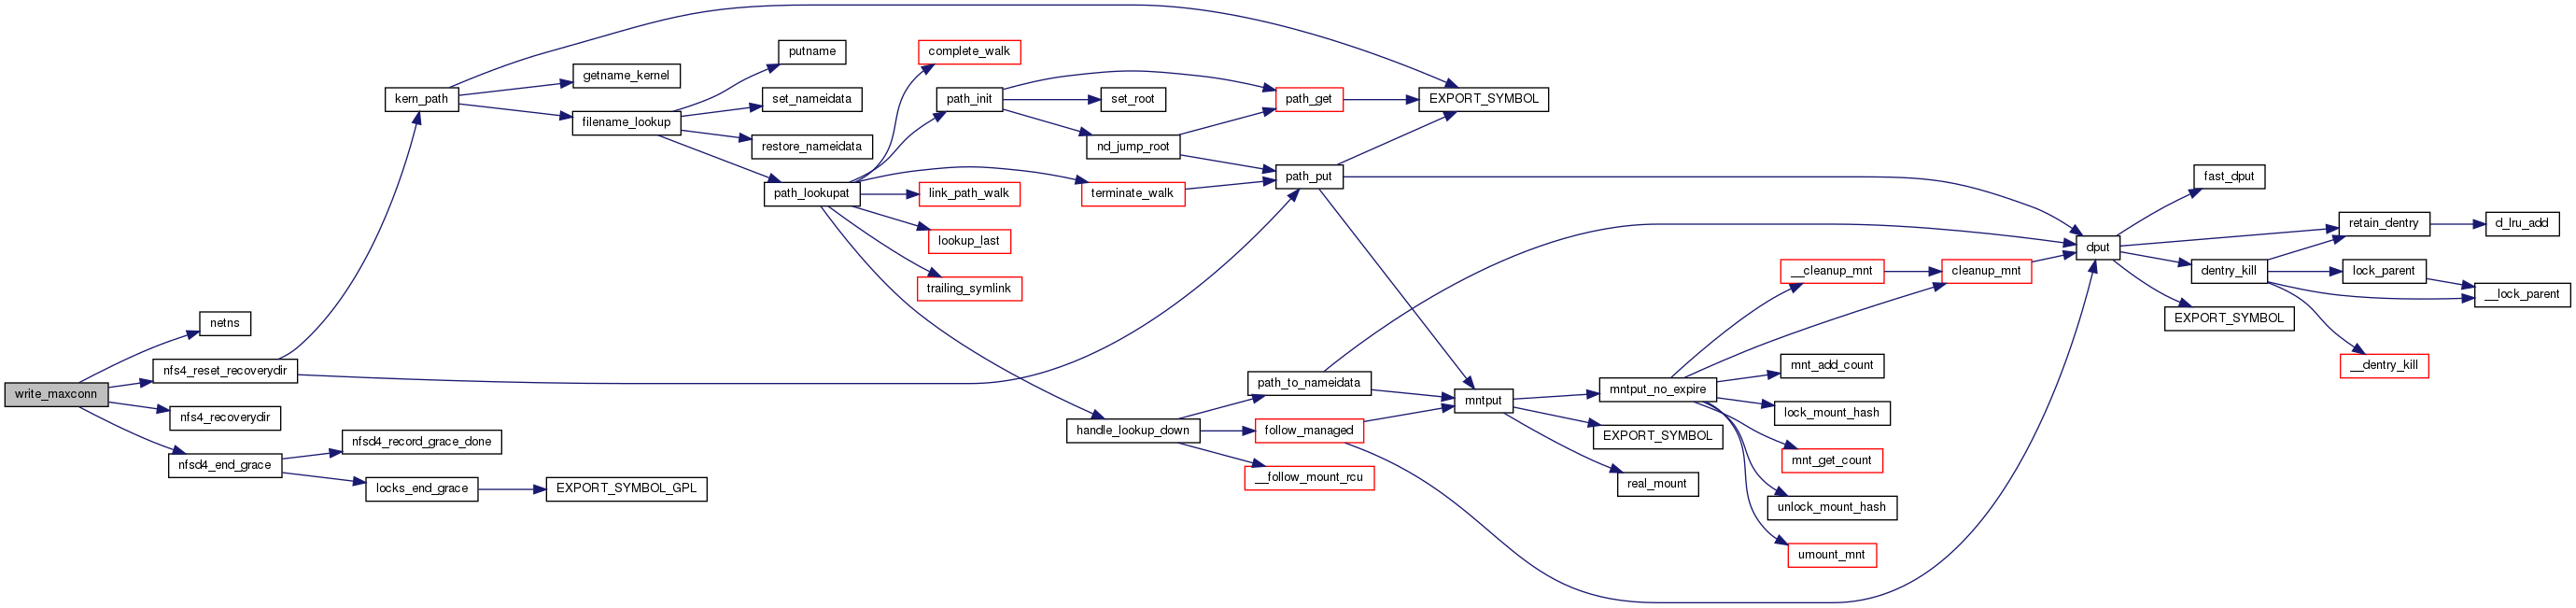 write_maxconn
netns
nfs4_reset_recoverydir
nfs4_recoverydir
nfsd4_end_grace
nfsd4_record_grace_done
locks_end_grace
EXPORT_SYMBOL_GPL
kern_path
getname_kernel
filename_lookup
putname
set_nameidata
restore_nameidata
path_lookupat
complete_walk
path_init
link_path_walk
lookup_last
trailing_symlink
set_root
nd_jump_root
terminate_walk
handle_lookup_down
path_get
path_put
path_to_nameidata
follow_managed
__follow_mount_rcu
EXPORT_SYMBOL
mntput
mntput_no_expire
EXPORT_SYMBOL
real_mount
__cleanup_mnt
cleanup_mnt
mnt_add_count
lock_mount_hash
mnt_get_count
unlock_mount_hash
umount_mnt
dput
fast_dput
retain_dentry
d_lru_add
dentry_kill
lock_parent
__lock_parent
EXPORT_SYMBOL
__dentry_kill